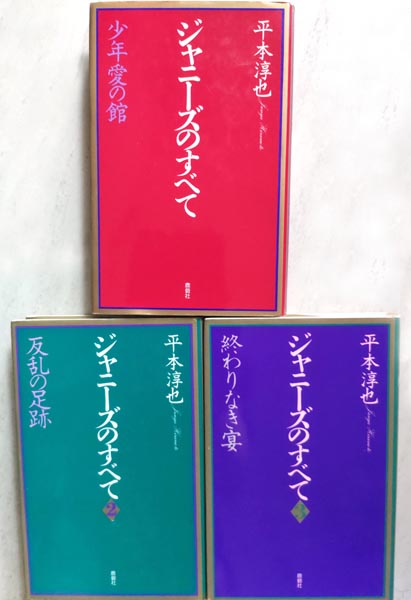 平本淳也
ジャニーズのすべて
少年愛の館
鹿砦社
平本淳也
ジャニーズのすべて 2
反乱の足跡
鹿砦社
平本淳也
ジャニーズのすべて 3
終わりなき宴
鹿砦社